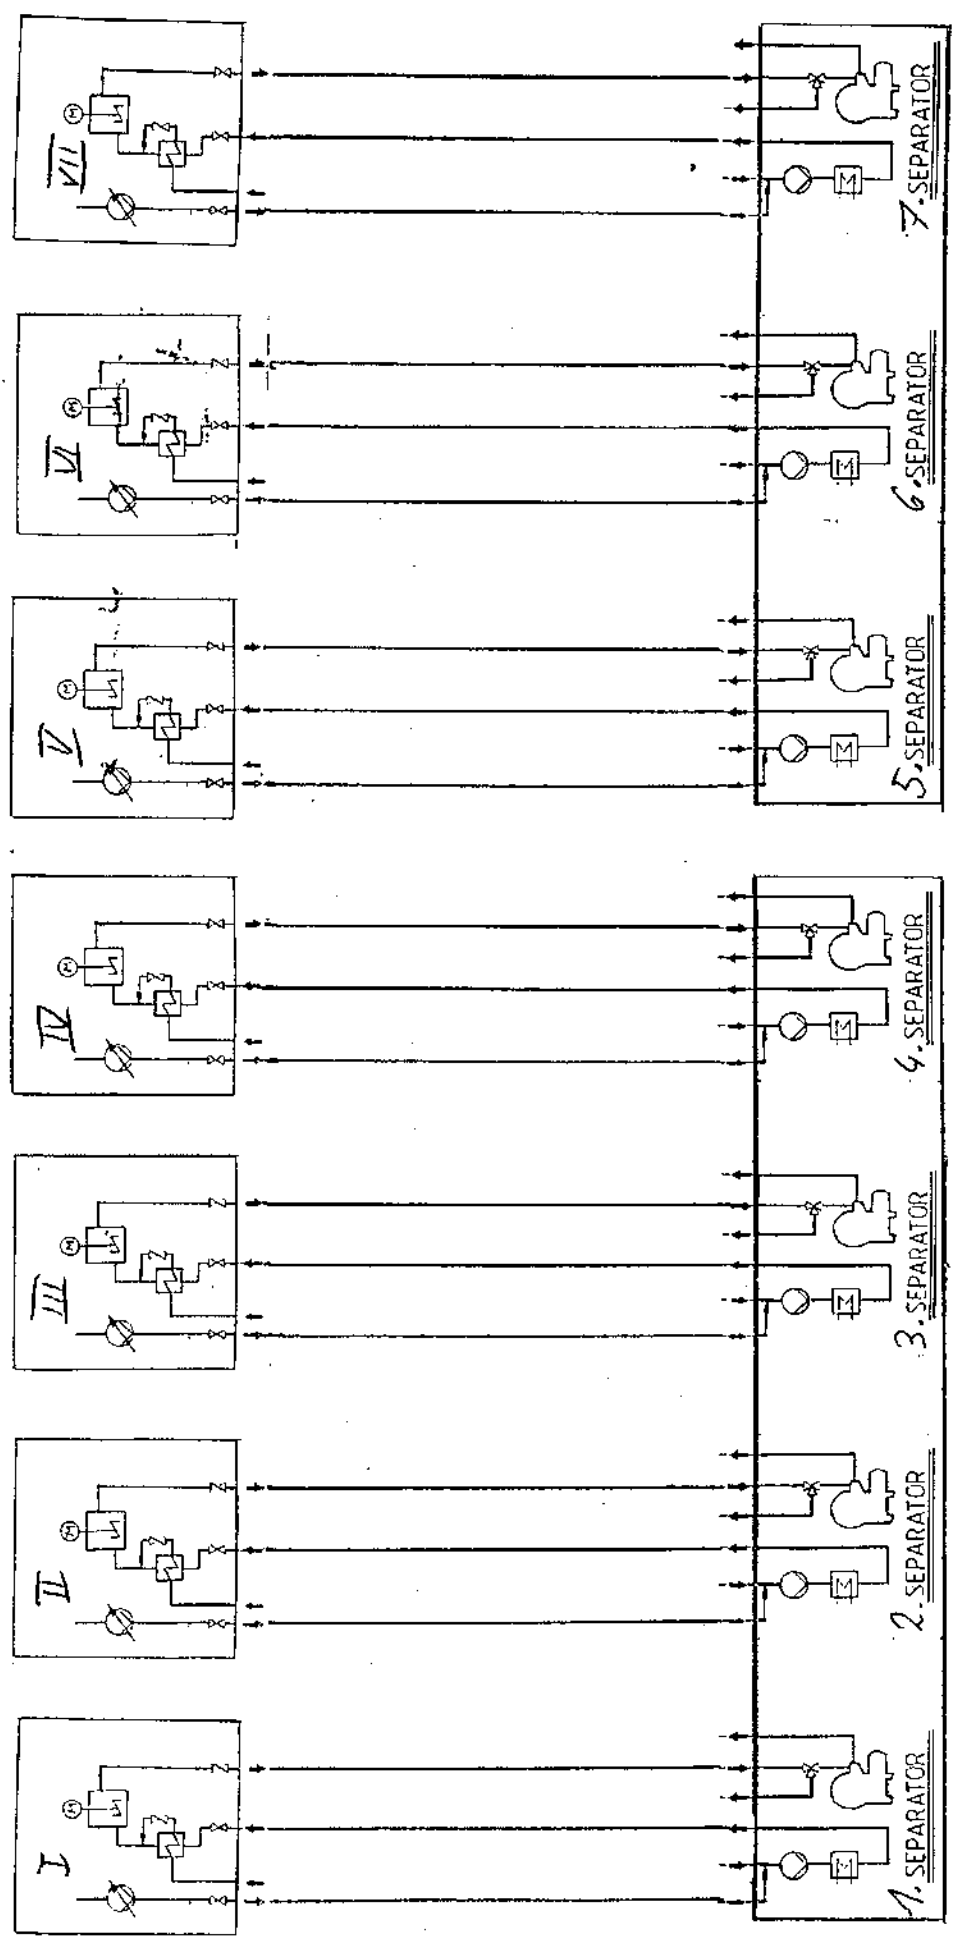 I
II
III
IV
V
VI
VII
M
M
M
M
M
M
M
1. SEPARATOR
2. SEPARATOR
3. SEPARATOR
4. SEPARATOR
5. SEPARATOR
6. SEPARATOR
7. SEPARATOR